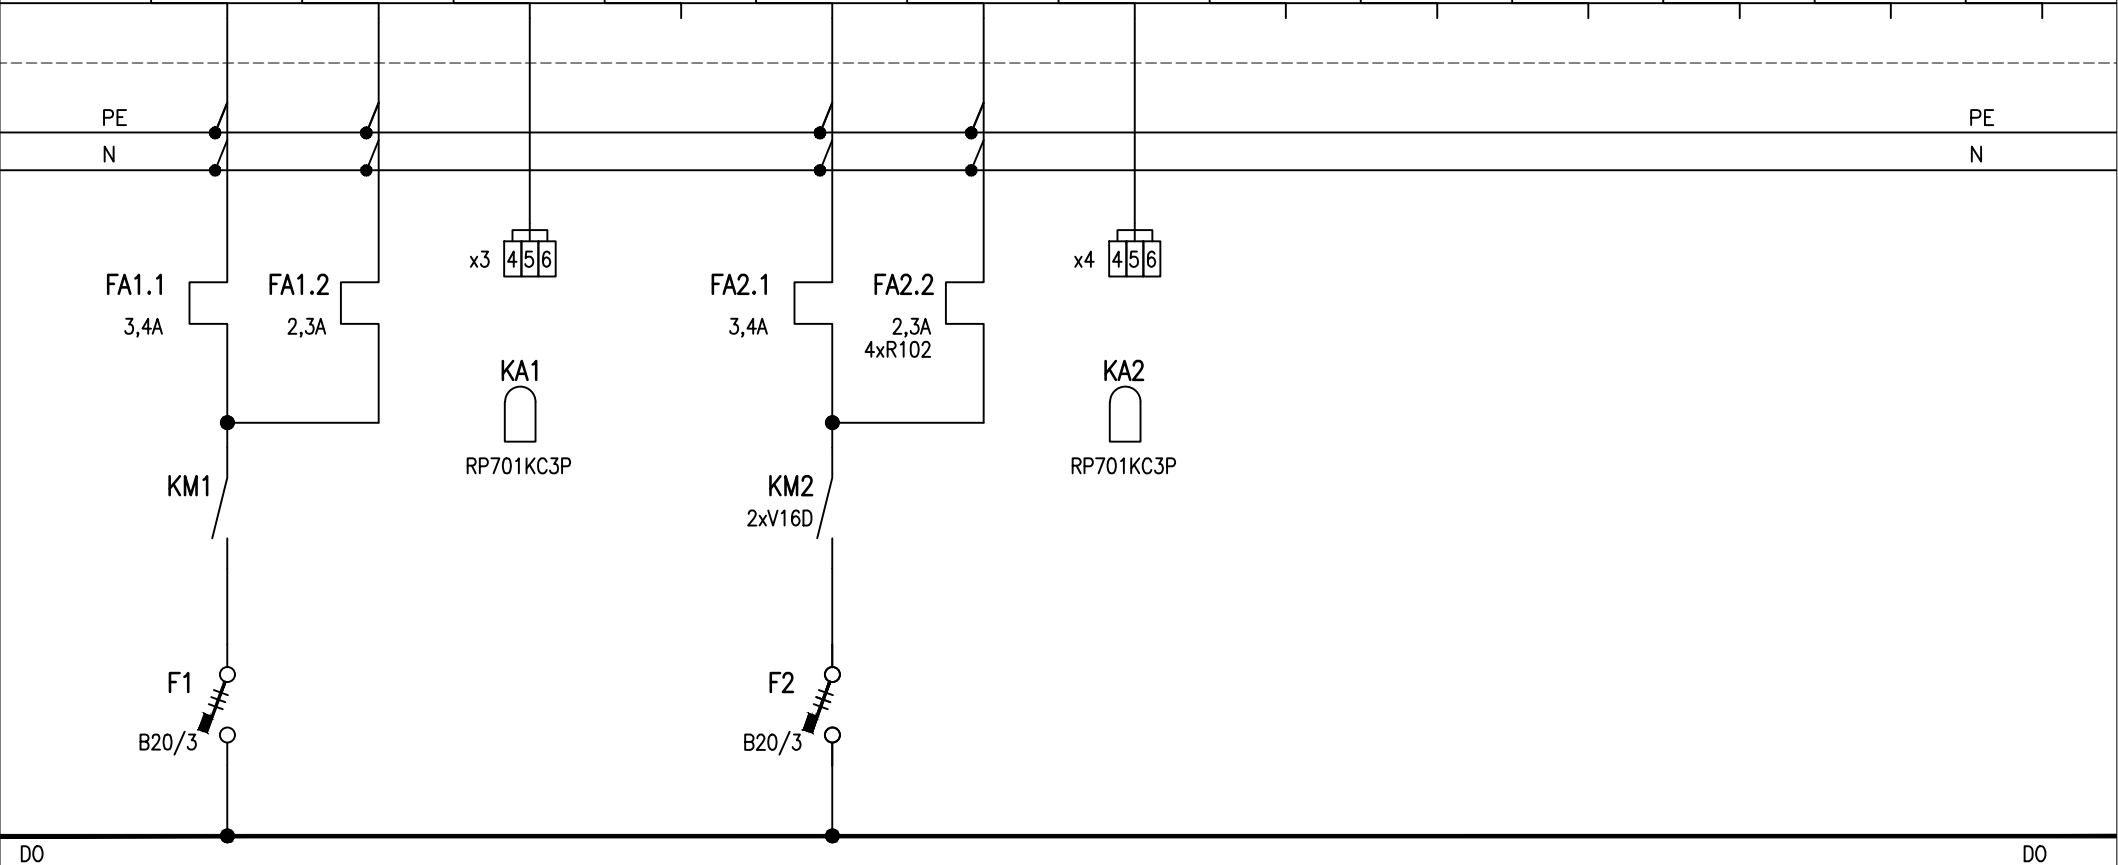 PE
PE
N
N
x3
4 5 6
x4
4 5 6
FA1.1
FA1.2
FA2.1
FA2.2
3,4A
2,3A
3,4A
2,3A
4xR102
KA1
KA2
RP701KC3P
RP701KC3P
KM1
KM2
2xV16D
F1
F2
B20/3
B20/3
DO
DO